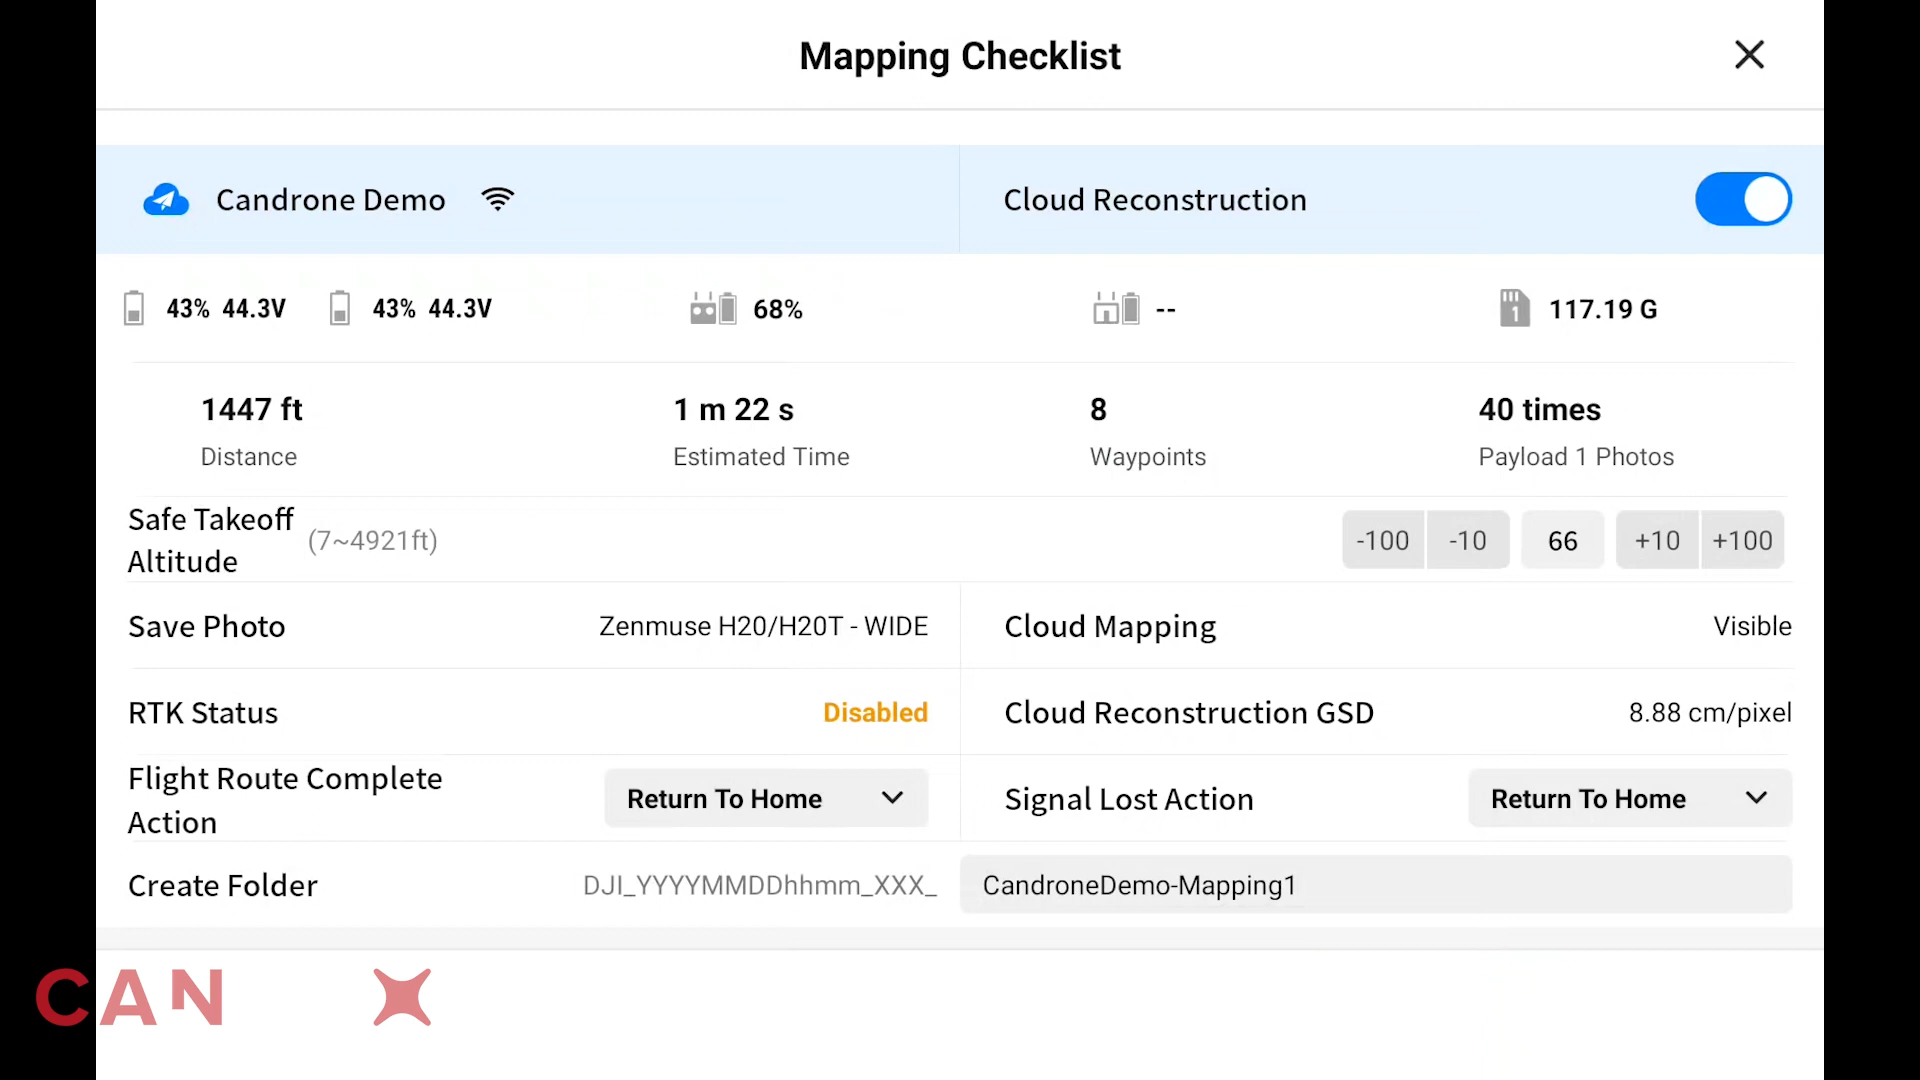 Mapping Checklist
Candrone Demo
Cloud Reconstruction
43% 44.3V
43% 44.3V
68%
--
1
117.19 G
1447 ft
1 m 22 s
8
40 times
Distance
Estimated Time
Waypoints
Payload 1 Photos
Safe Takeoff
Altitude
(7~4921ft)
-100
-10
66
+10
+100
Save Photo
Zenmuse H20/H20T - WIDE
Cloud Mapping
Visible
RTK Status
Disabled
Cloud Reconstruction GSD
8.88 cm/pixel
Flight Route Complete
Action
Return To Home
Signal Lost Action
Return To Home
Create Folder
DJI_YYYYMMDDhhmm_XXX_
CandroneDemo-Mapping1
CAN